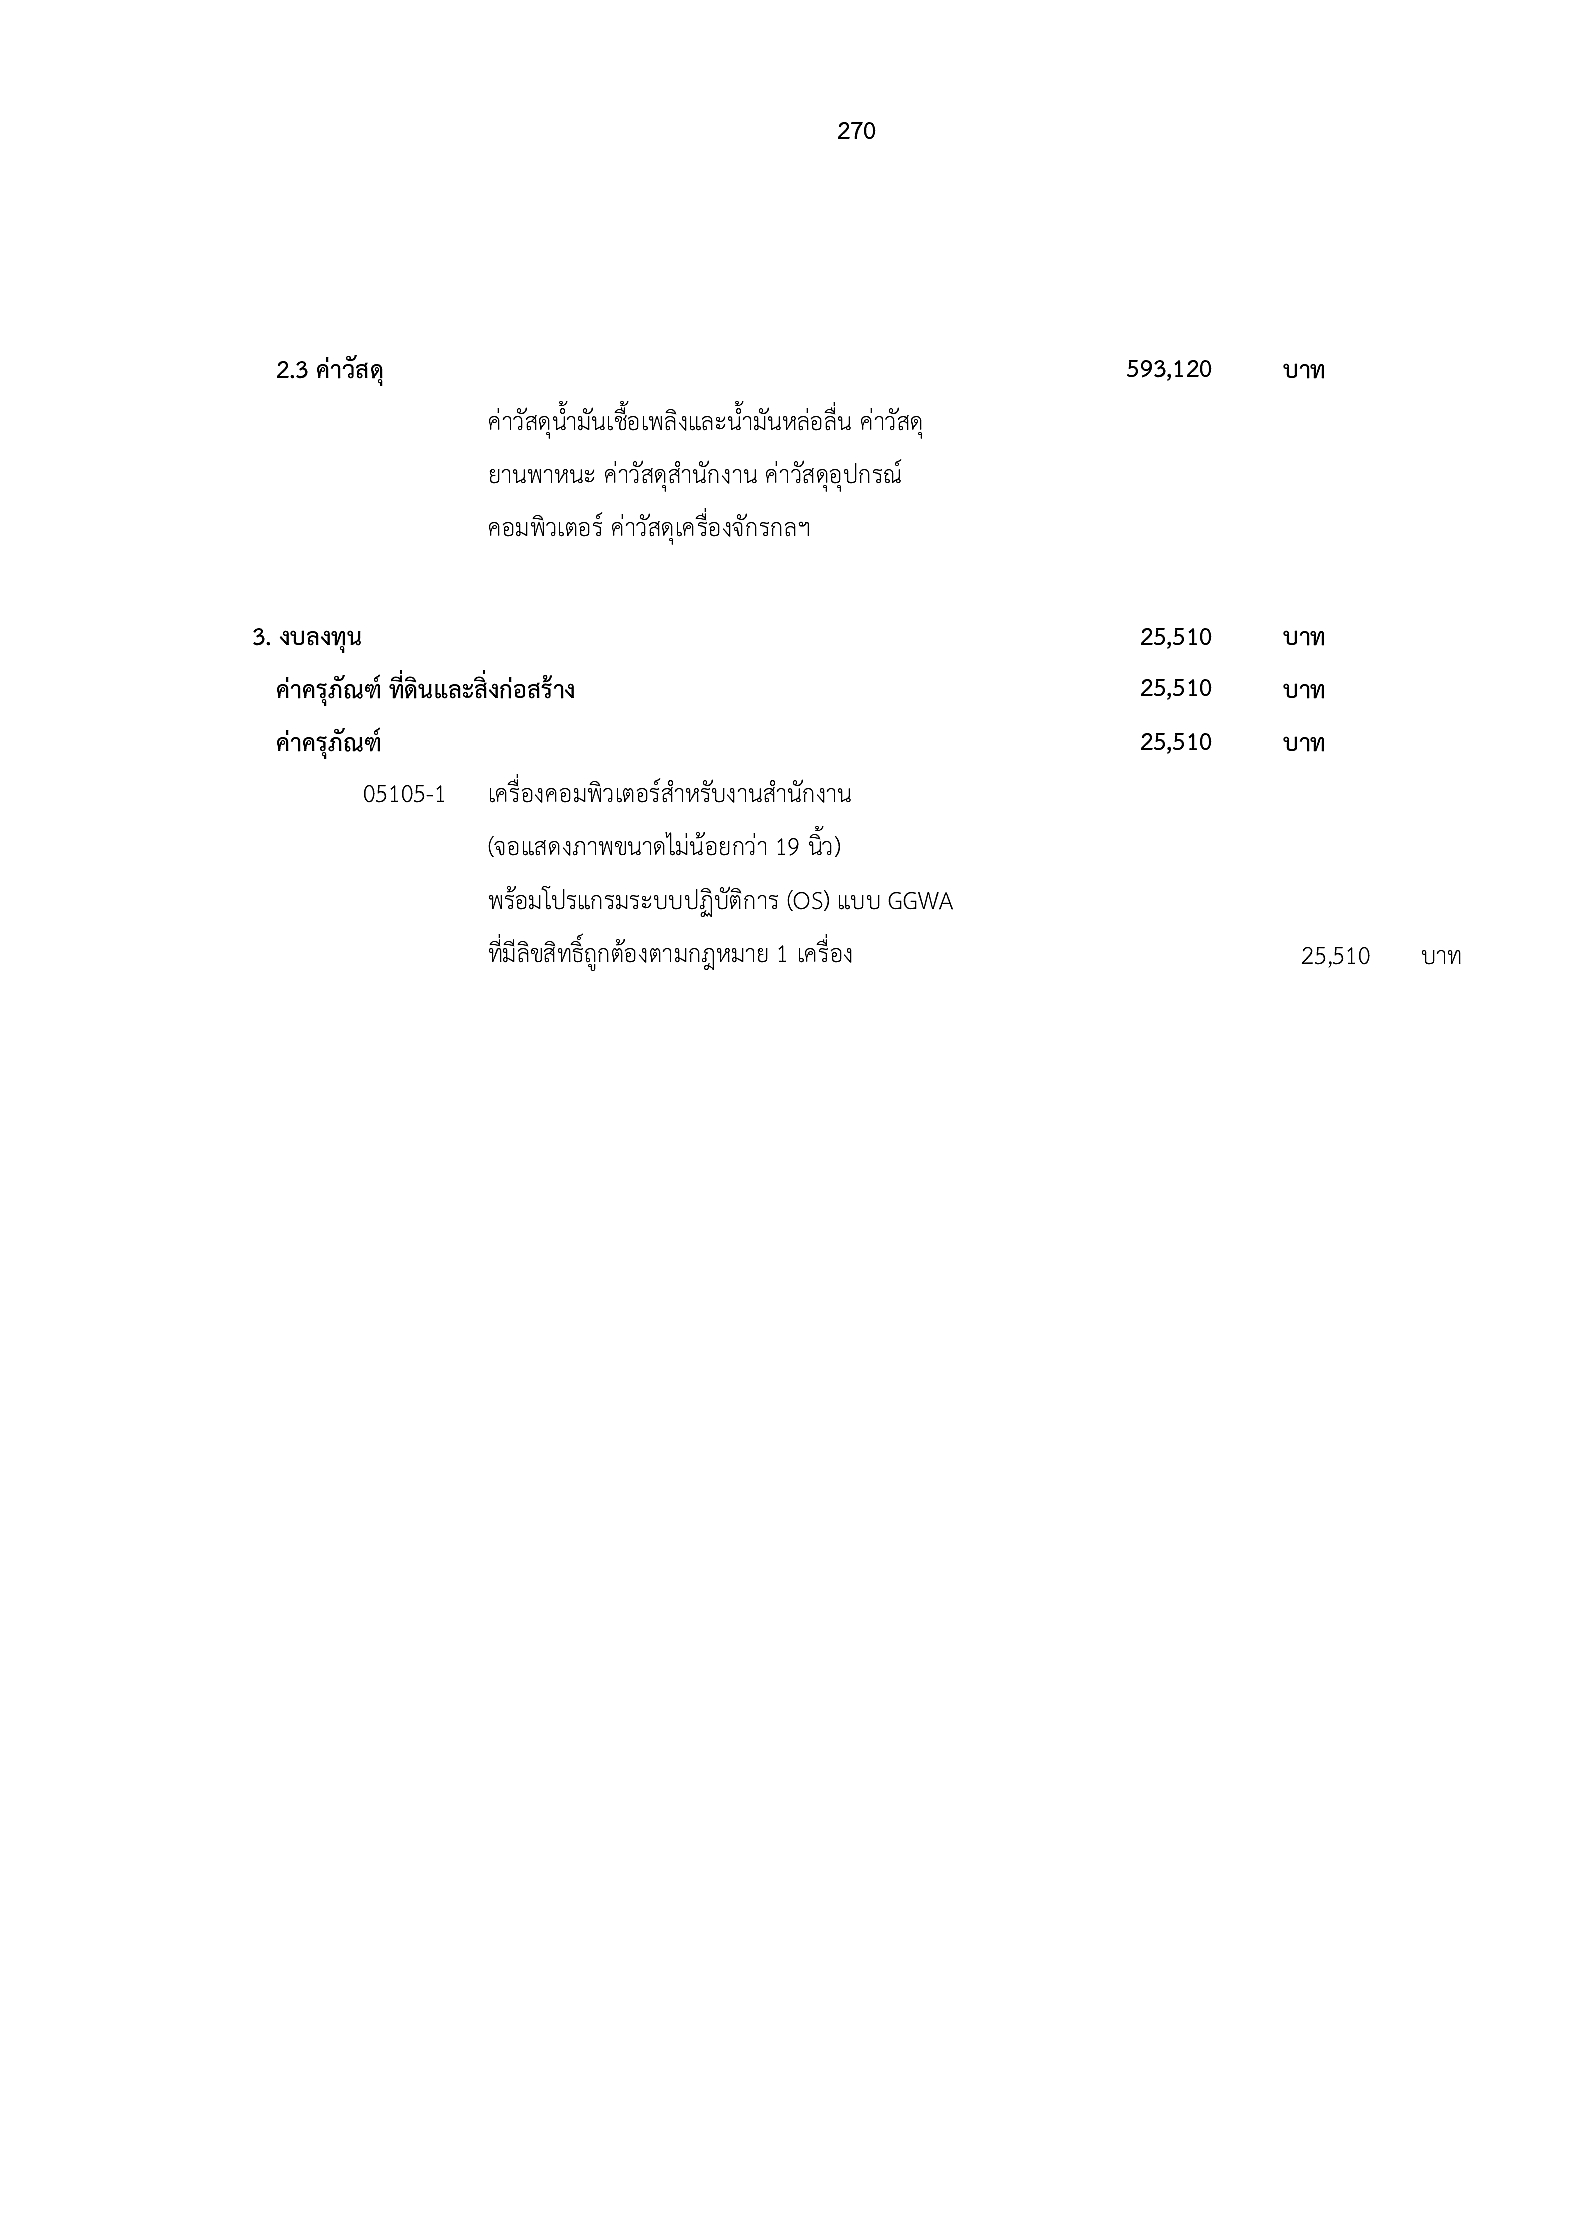 270
2.3 ค่าวัสดุ 593,120 บาท
ค่าวัสดุน้ำมันเชื้อเพลิงและน้ำมันหล่อลื่น ค่าวัสดุ
ยานพาหนะ ค่าวัสดุสำนักงาน ค่าวัสดุอุปกรณ์
คอมพิวเตอร์ ค่าวัสดุเครื่องจักรกลฯ
3. งบลงทุน 25,510 บาท
ค่าครุภัณฑ์ ที่ดินและสิ่งก่อสร้าง 25,510 บาท
ค่าครุภัณฑ์ 25,510 บาท
05105-1 เครื่องคอมพิวเตอร์สำหรับงานสำนักงาน
(จอแสดงภาพขนาดไม่น้อยกว่า 19 นิ้ว)
พร้อมโปรแกรมระบบปฏิบัติการ (OS) แบบ GGWA
ที่มีลิขสิทธิ์ถูกต้องตามกฎหมาย 1 เครื่อง 25,510 บาท